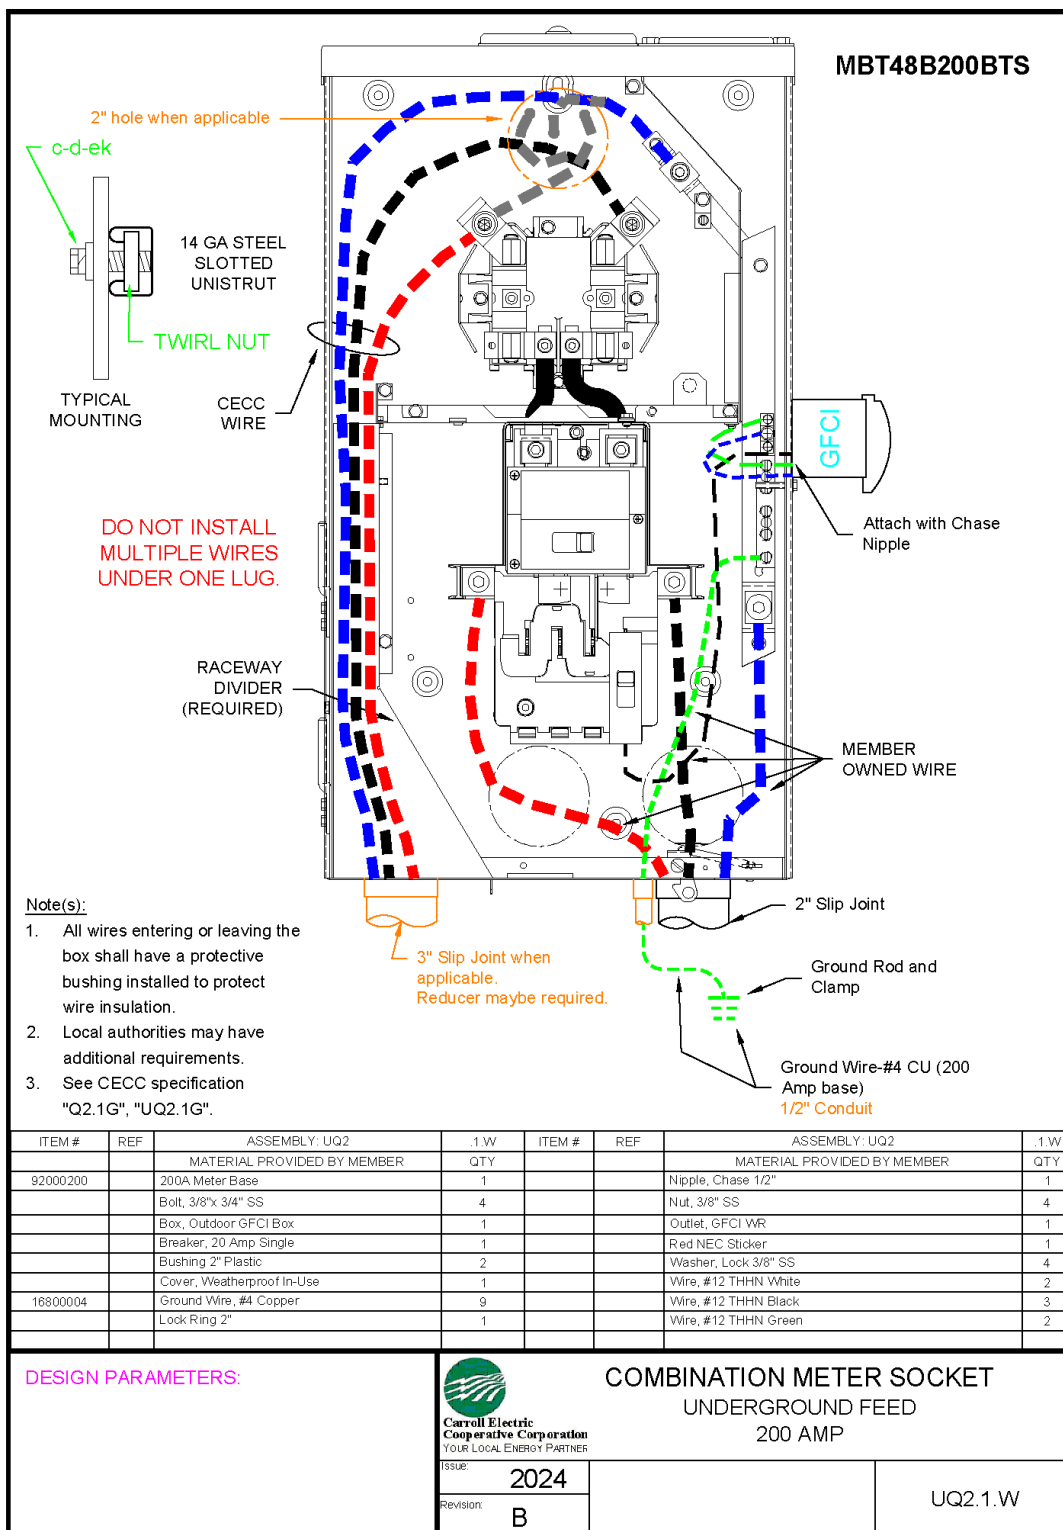 MBT48B200BTS
2" hole when applicable
c-d-ek
14 GA STEEL
SLOTTED
UNISTRUT
TWIRL NUT
TYPICAL
MOUNTING
CECC
WIRE
GFCI
Attach with Chase
Nipple
DO NOT INSTALL
MULTIPLE WIRES
UNDER ONE LUG.
RACEWAY
DIVIDER
(REQUIRED)
MEMBER
OWNED WIRE
2" Slip Joint
3" Slip Joint when
applicable.
Reducer maybe required.
Ground Rod and
Clamp
Ground Wire-#4 CU (200
Amp base)
1/2" Conduit
Note(s):
1. All wires entering or leaving the
box shall have a protective
bushing installed to protect
wire insulation.
2. Local authorities may have
additional requirements.
3. See CECC specification
"Q2.1G", "UQ2.1G".
ITEM # REF ASSEMBLY: UQ2 .1.W ITEM # REF ASSEMBLY: UQ2 .1.W
MATERIAL PROVIDED BY MEMBER QTY MATERIAL PROVIDED BY MEMBER QTY
92000200 200A Meter Base 1 Nipple, Chase 1/2" 1
Bolt, 3/8"x 3/4" SS 4 Nut, 3/8" SS 4
Box, Outdoor GFCI Box 1 Outlet, GFCI WR 1
Breaker, 20 Amp Single 1 Red NEC Sticker 1
Bushing 2" Plastic 2 Washer, Lock 3/8" SS 4
Cover, Weatherproof In-Use 1 Wire, #12 THHN White 2
16800004 Ground Wire, #4 Copper 9 Wire, #12 THHN Black 3
Lock Ring 2" 1 Wire, #12 THHN Green 2
DESIGN PARAMETERS:
Carroll Electric
Cooperative Corporation
YOUR LOCAL ENERGY PARTNER
COMBINATION METER SOCKET
UNDERGROUND FEED
200 AMP
Issue:
2024
Revision:
B
UQ2.1.W